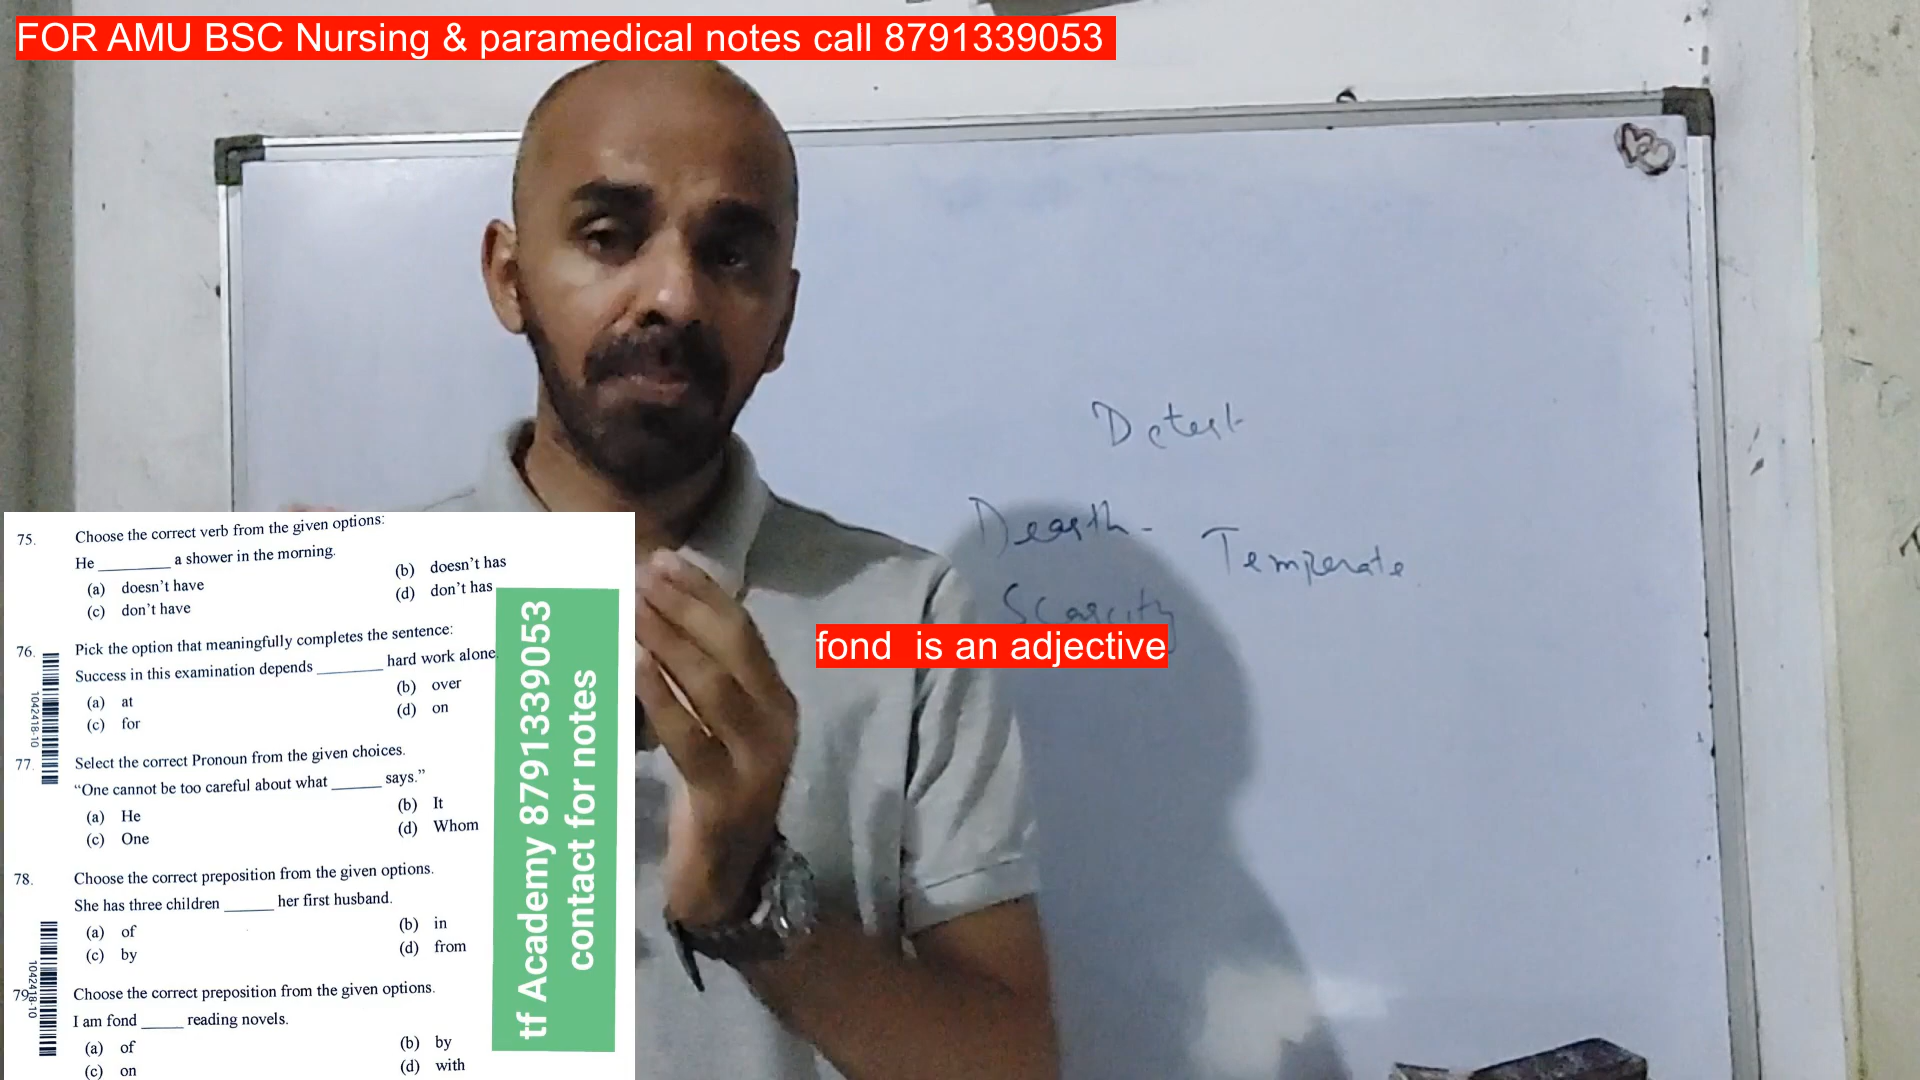 FOR AMU BSC Nursing & paramedical notes call 8791339053
Detest
Dearth -
Temperate
Scarcity
fond is an adjective
75. Choose the correct verb from the given options:
He ________ a shower in the morning.
(a) doesn't have (b) doesn't has
(c) don't have (d) don't has
76. Pick the option that meaningfully completes the sentence:
Success in this examination depends ________ hard work alone.
(a) at (b) over
(c) for (d) on
1042418-10
77. Select the correct Pronoun from the given choices.
“One cannot be too careful about what ______ says.”
(a) He (b) It
(c) One (d) Whom
78. Choose the correct preposition from the given options.
She has three children ______ her first husband.
(a) of (b) in
(c) by (d) from
1042418-10
79. Choose the correct preposition from the given options.
I am fond _____ reading novels.
(a) of (b) by
(c) on (d) with
tf Academy 8791339053
contact for notes